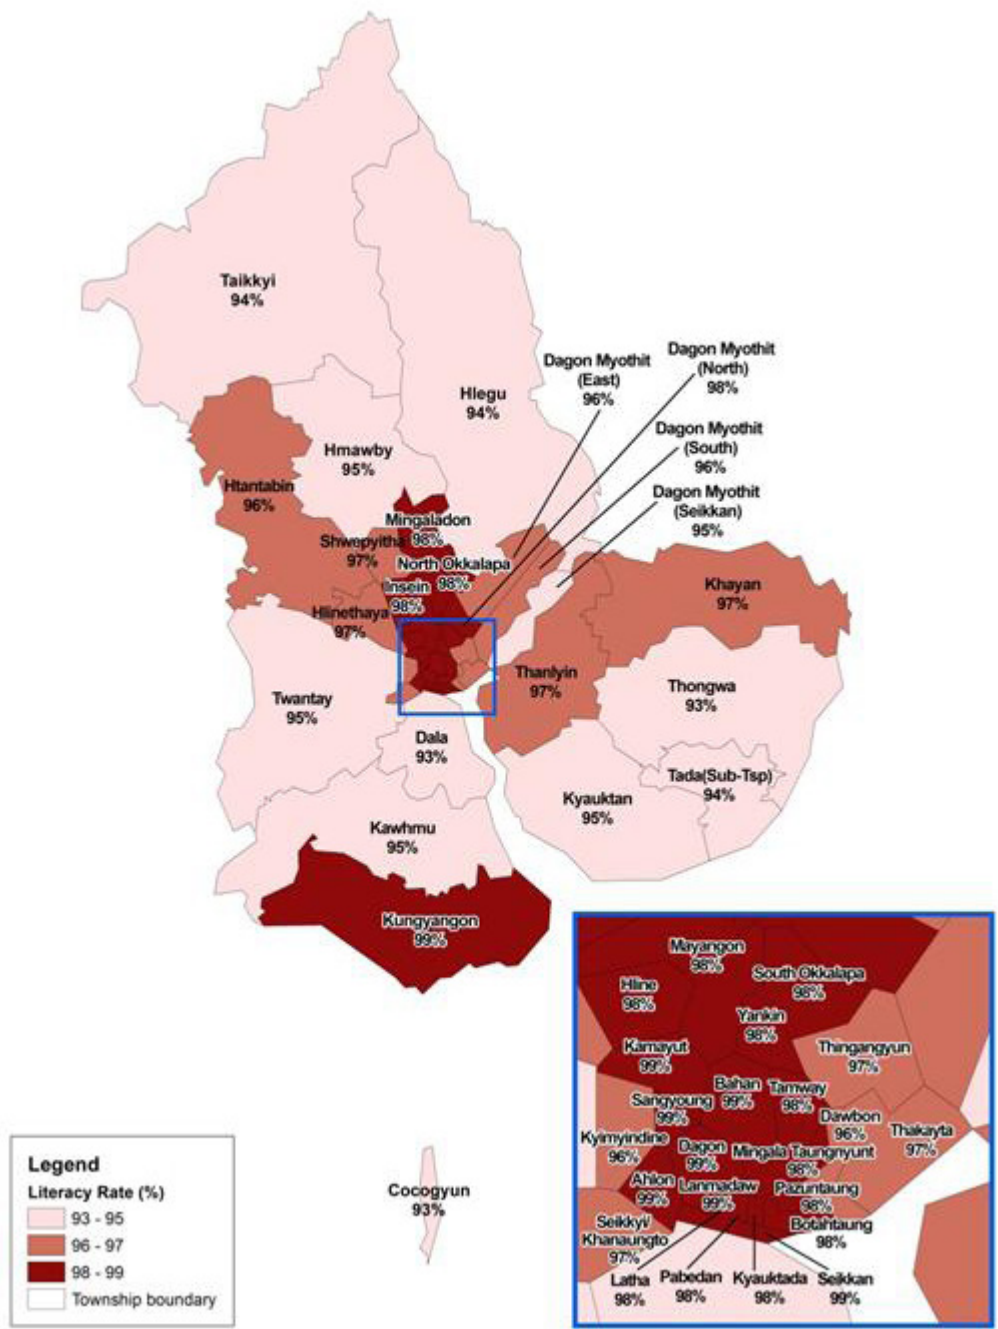 Taikkyi
94%
Hlegu
94%
Dagon Myothit
(East)
96%
Dagon Myothit
(North)
98%
Dagon Myothit
(South)
96%
Dagon Myothit
(Seikkan)
95%
Hmawby
95%
Htantabin
96%
Mingaladon
98%
Shwepyitha
97%
North Okkalapa
98%
Insein
98%
Hlinethaya
97%
Khayan
97%
Thanlyin
97%
Thongwa
93%
Twantay
95%
Dala
93%
Tada(Sub-Tsp)
94%
Kyauktan
95%
Kawhmu
95%
Kungyangon
99%
Cocogyun
93%
Mayangon
98%
South Okkalapa
98%
Hline
98%
Yankin
98%
Kamayut
99%
Thingangyun
97%
Bahan
99%
Tamway
98%
Sangyoung
99%
Dawbon
96%
Thakayta
97%
Kyimyindine
96%
Dagon
99%
Mingala Taungnyunt
98%
Ahlon
99%
Lanmadaw
99%
Pazuntaung
98%
Seikkyi/
Khanaungto
97%
Botahtaung
98%
Latha
98%
Pabedan
98%
Kyauktada
98%
Seikkan
99%
Legend
Literacy Rate (%)
93 - 95
96 - 97
98 - 99
Township boundary